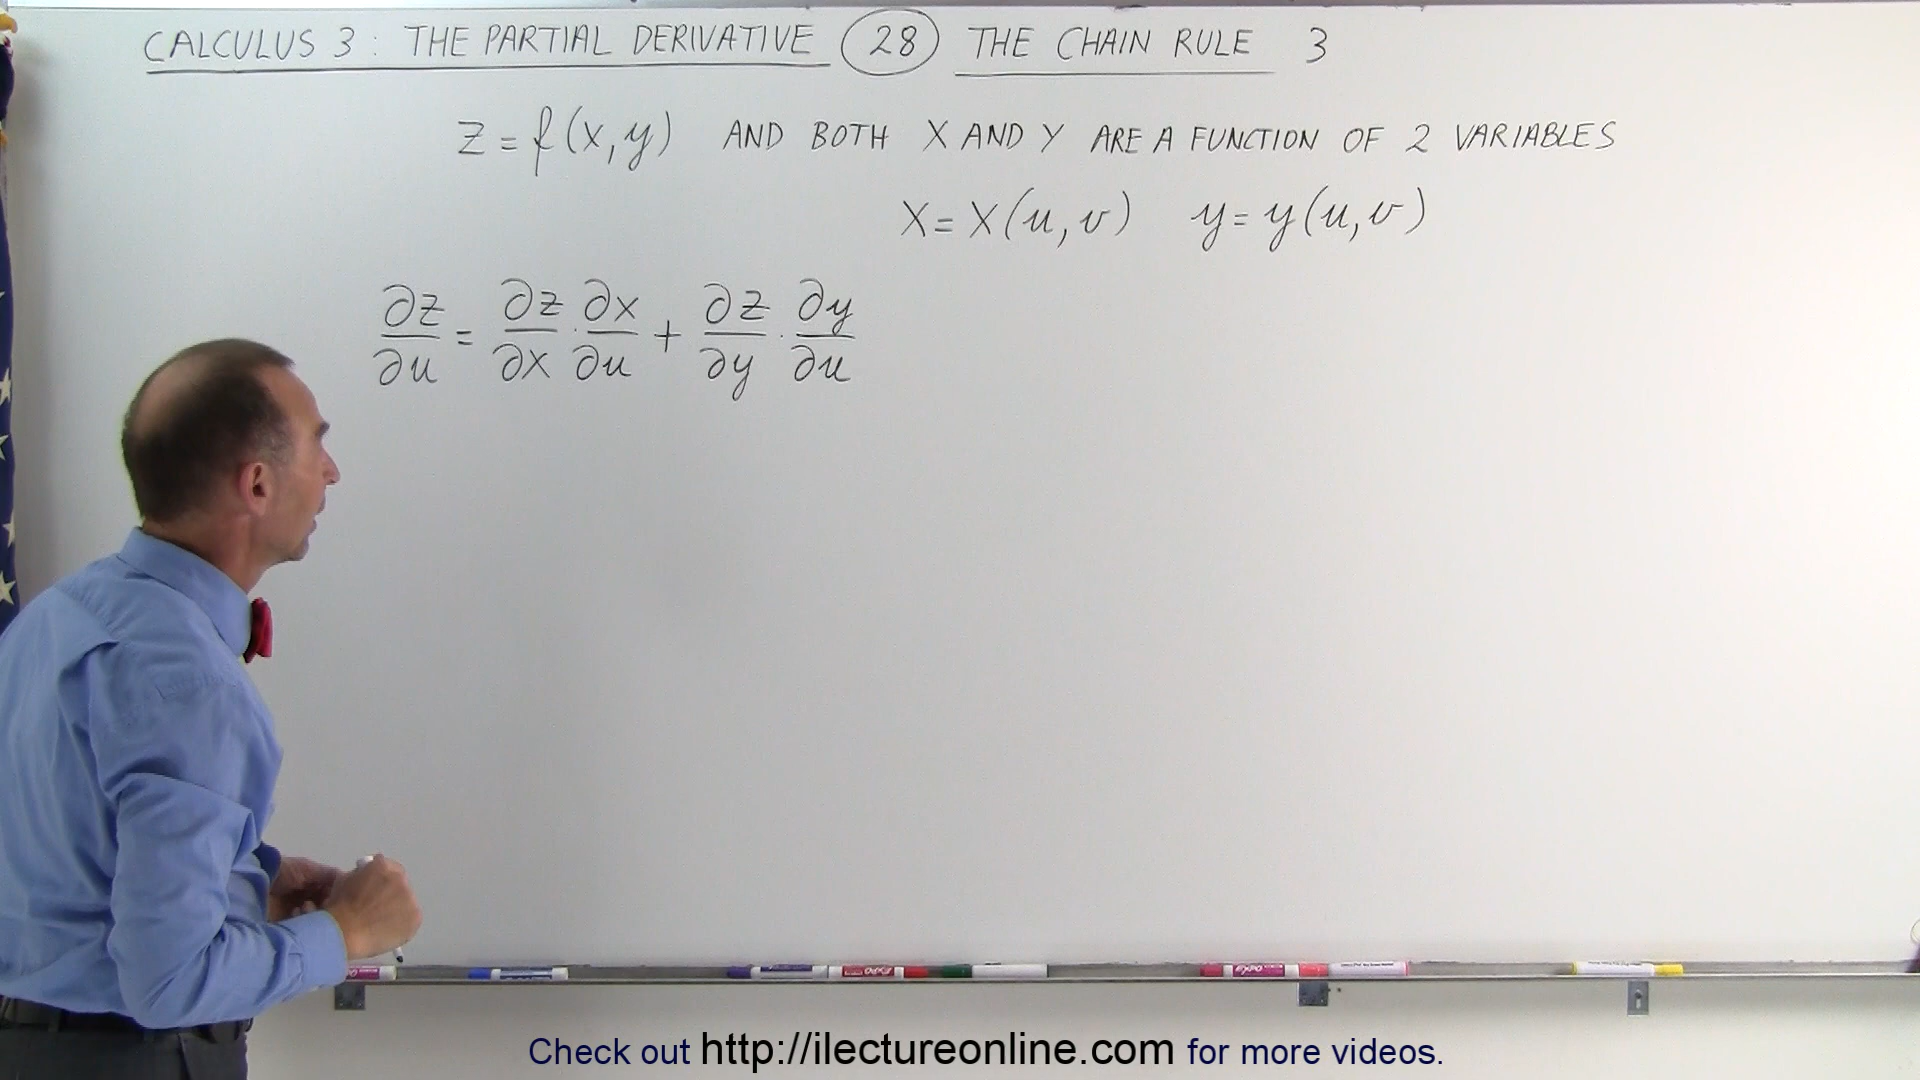 CALCULUS 3: THE PARTIAL DERIVATIVE 28 THE CHAIN RULE 3
Z = f(x, y) AND BOTH X AND Y ARE A FUNCTION OF 2 VARIABLES
X = X(u, v) y = y(u, v)
∂z/∂u = ∂z/∂x · ∂x/∂u + ∂z/∂y · ∂y/∂u
Check out http://ilectureonline.com for more videos.